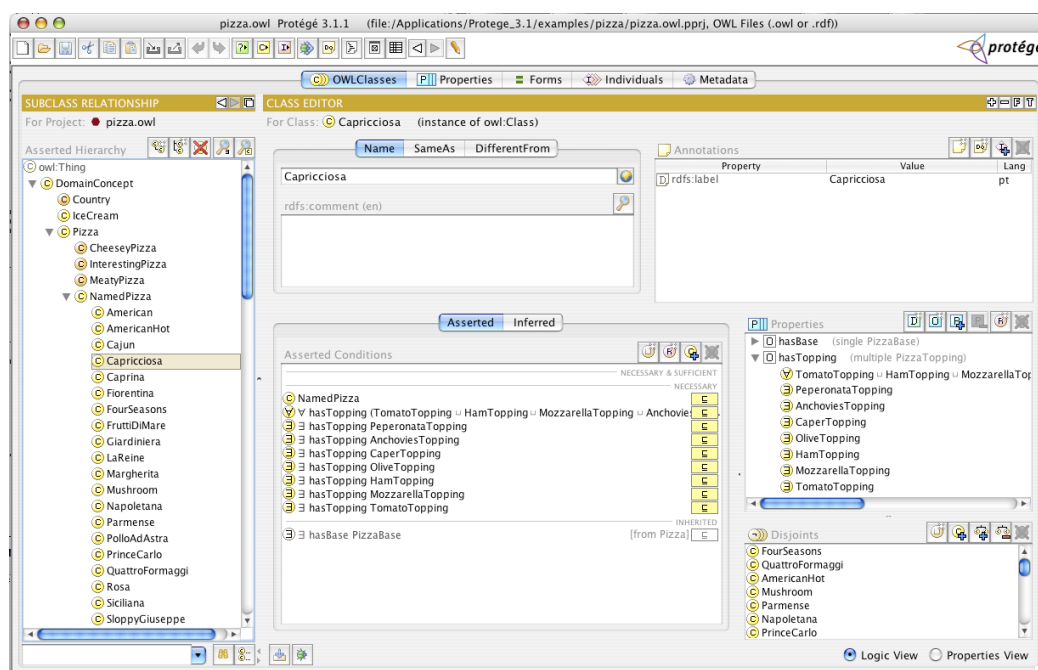 pizza.owl Protégé 3.1.1 (file:/Applications/Protege_3.1/examples/pizza/pizza.owl.pprj, OWL Files (.owl or .rdf))
protégé
OWLClasses Properties Forms Individuals Metadata
SUBCLASS RELATIONSHIP
For Project: pizza.owl
Asserted Hierarchy
owl:Thing
DomainConcept
Country
IceCream
Pizza
CheeseyPizza
InterestingPizza
MeatyPizza
NamedPizza
American
AmericanHot
Cajun
Capricciosa
Caprina
Fiorentina
FourSeasons
FruttiDiMare
Giardiniera
LaReine
Margherita
Mushroom
Napoletana
Parmense
PolloAdAstra
PrinceCarlo
QuattroFormaggi
Rosa
Siciliana
SloppyGiuseppe
CLASS EDITOR
For Class: Capricciosa (instance of owl:Class)
Name SameAs DifferentFrom
Capricciosa
rdfs:comment (en)
Annotations
Property Value Lang
rdfs:label Capricciosa pt
Asserted Inferred
Asserted Conditions
NECESSARY & SUFFICIENT
NECESSARY
NamedPizza
∀ hasTopping (TomatoTopping ⊔ HamTopping ⊔ MozzarellaTopping ⊔ Anchovies
∃ hasTopping PeperonataTopping
∃ hasTopping AnchoviesTopping
∃ hasTopping CaperTopping
∃ hasTopping OliveTopping
∃ hasTopping HamTopping
∃ hasTopping MozzarellaTopping
∃ hasTopping TomatoTopping
INHERITED
∃ hasBase PizzaBase [from Pizza]
Properties
hasBase (single PizzaBase)
hasTopping (multiple PizzaTopping)
TomatoTopping ⊔ HamTopping ⊔ MozzarellaTop
PeperonataTopping
AnchoviesTopping
CaperTopping
OliveTopping
HamTopping
MozzarellaTopping
TomatoTopping
Disjoints
FourSeasons
QuattroFormaggi
AmericanHot
Mushroom
Parmense
Napoletana
PrinceCarlo
Logic View Properties View